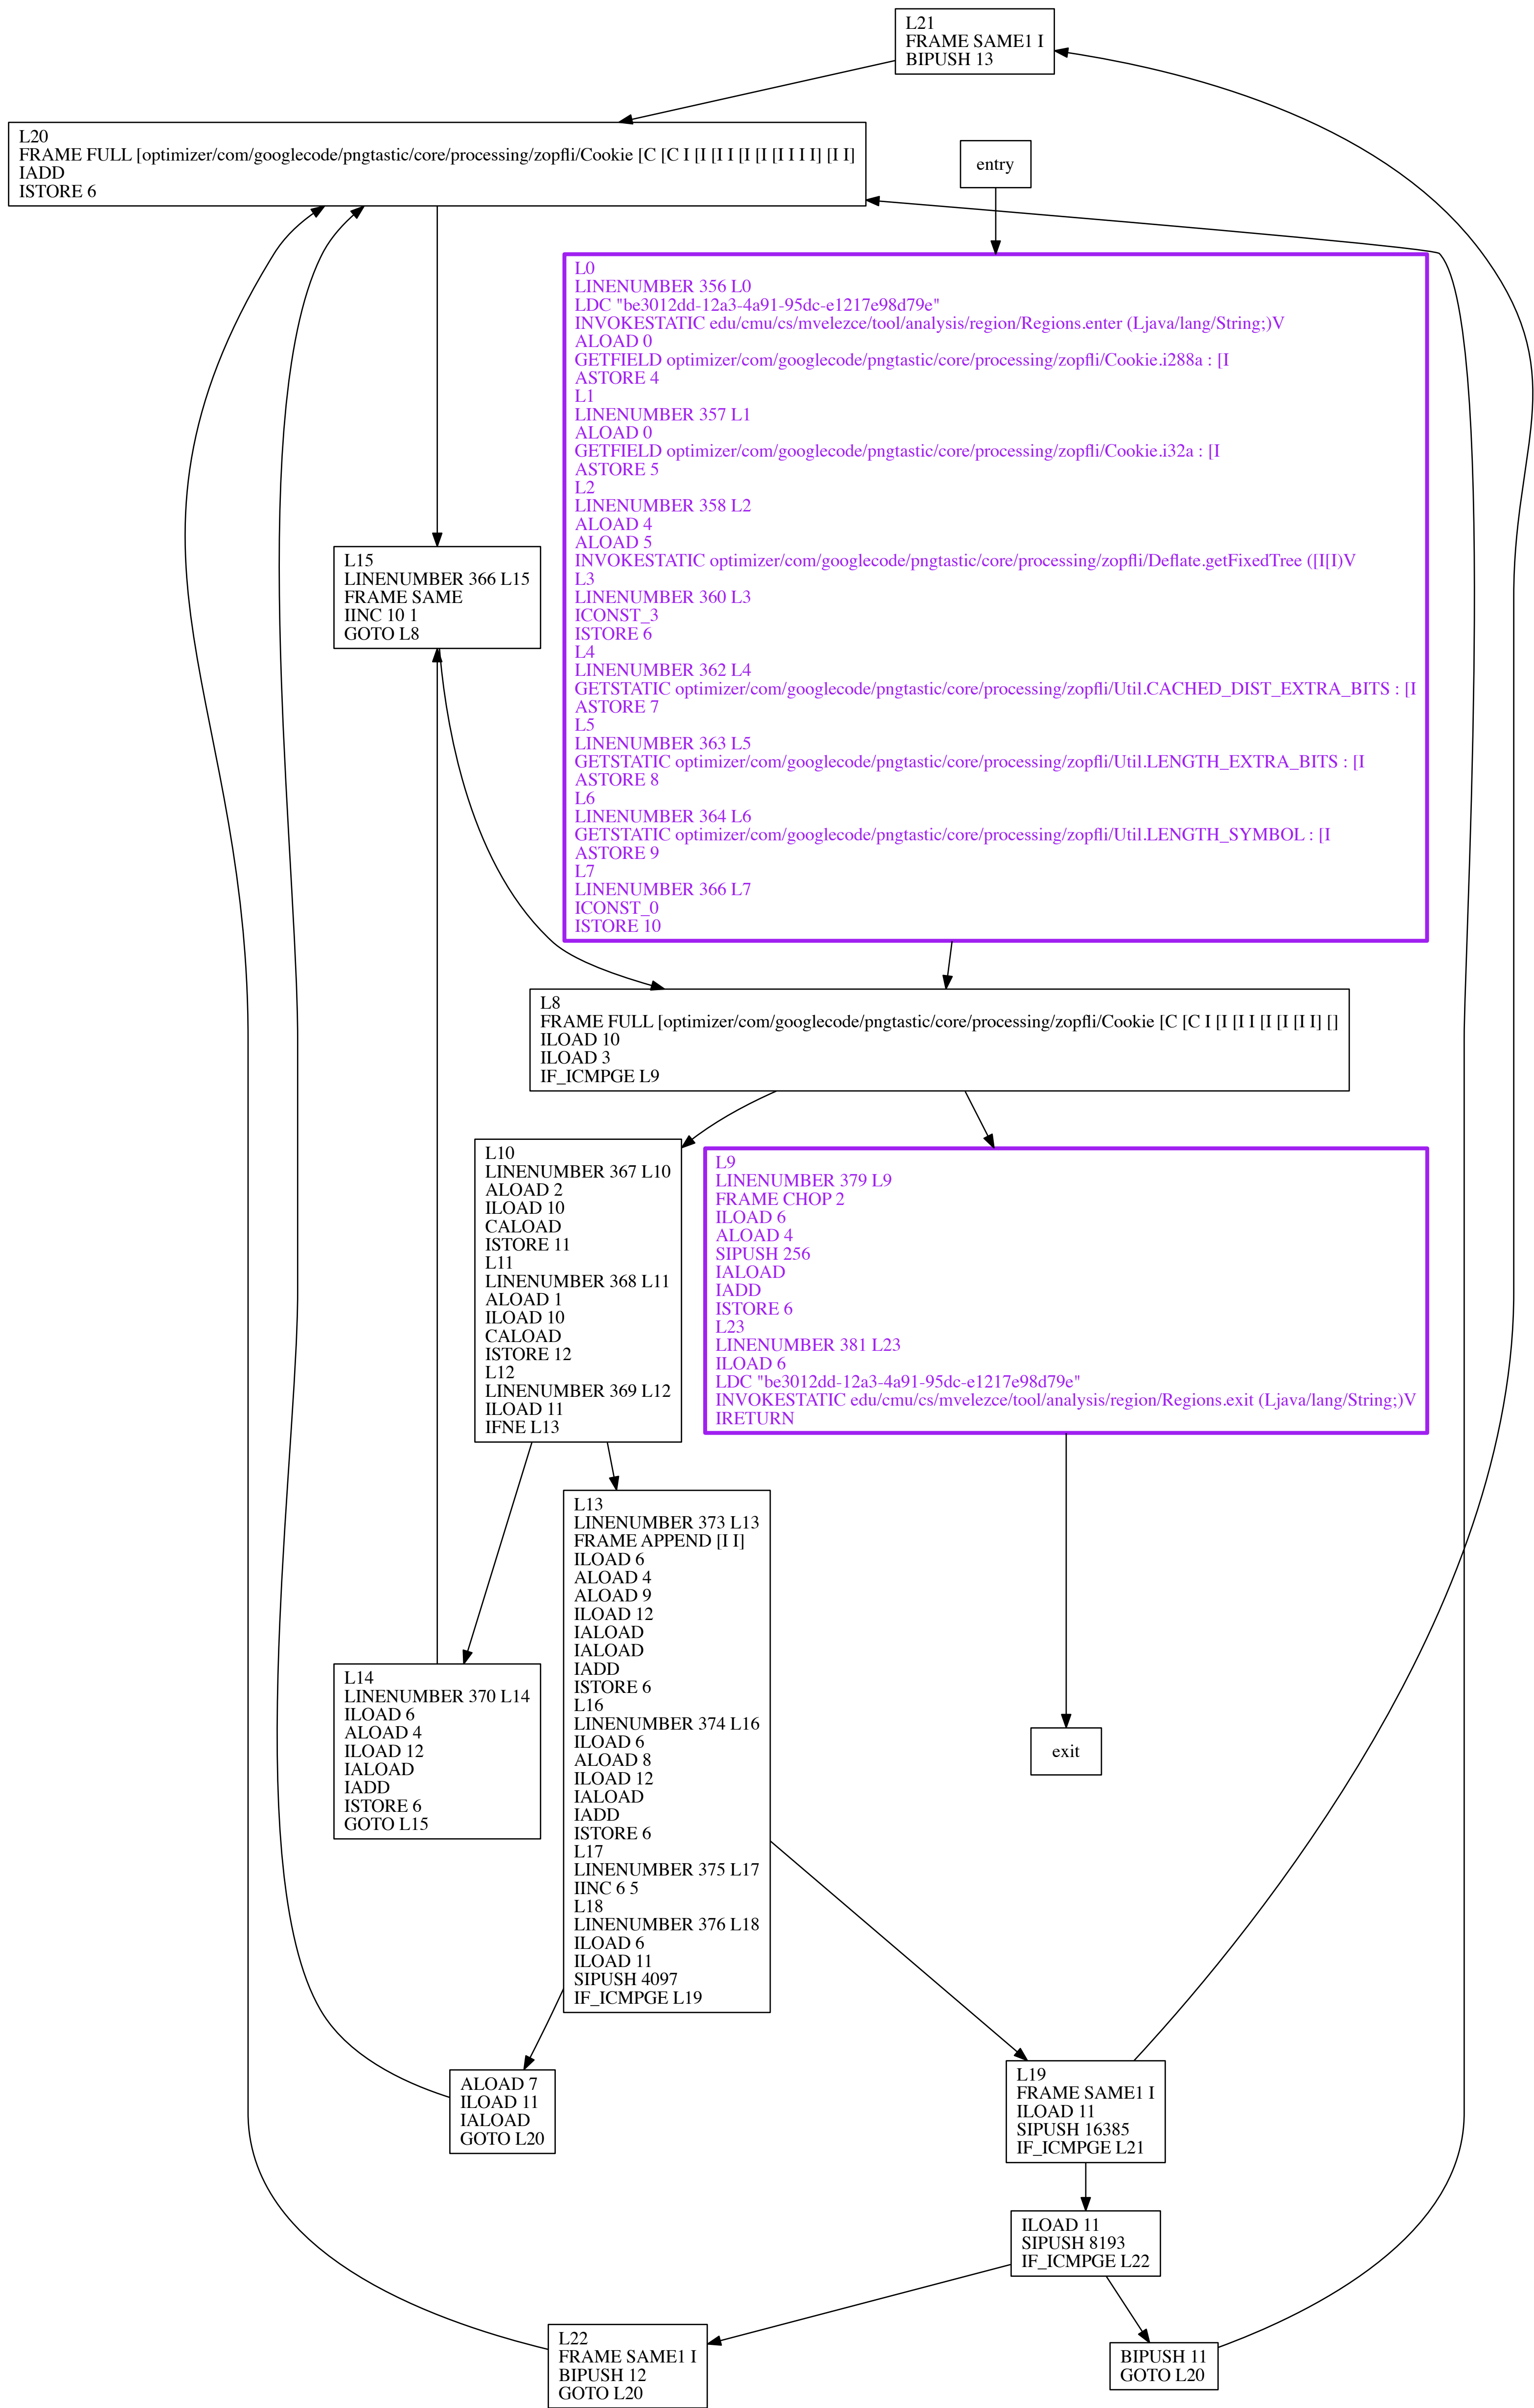 L21
FRAME SAME1 I
BIPUSH 13
L20
FRAME FULL [optimizer/com/googlecode/pngtastic/core/processing/zopfli/Cookie [C [C I [I [I I [I [I [I I I I] [I I]
IADD
ISTORE 6
entry
L0
LINENUMBER 356 L0
LDC "be3012dd-12a3-4a91-95dc-e1217e98d79e"
INVOKESTATIC edu/cmu/cs/mvelezce/tool/analysis/region/Regions.enter (Ljava/lang/String;)V
ALOAD 0
GETFIELD optimizer/com/googlecode/pngtastic/core/processing/zopfli/Cookie.i288a : [I
ASTORE 4
L1
LINENUMBER 357 L1
ALOAD 0
GETFIELD optimizer/com/googlecode/pngtastic/core/processing/zopfli/Cookie.i32a : [I
ASTORE 5
L2
LINENUMBER 358 L2
ALOAD 4
ALOAD 5
INVOKESTATIC optimizer/com/googlecode/pngtastic/core/processing/zopfli/Deflate.getFixedTree ([I[I)V
L3
LINENUMBER 360 L3
ICONST_3
ISTORE 6
L4
LINENUMBER 362 L4
GETSTATIC optimizer/com/googlecode/pngtastic/core/processing/zopfli/Util.CACHED_DIST_EXTRA_BITS : [I
ASTORE 7
L5
LINENUMBER 363 L5
GETSTATIC optimizer/com/googlecode/pngtastic/core/processing/zopfli/Util.LENGTH_EXTRA_BITS : [I
ASTORE 8
L6
LINENUMBER 364 L6
GETSTATIC optimizer/com/googlecode/pngtastic/core/processing/zopfli/Util.LENGTH_SYMBOL : [I
ASTORE 9
L7
LINENUMBER 366 L7
ICONST_0
ISTORE 10
L15
LINENUMBER 366 L15
FRAME SAME
IINC 10 1
GOTO L8
L8
FRAME FULL [optimizer/com/googlecode/pngtastic/core/processing/zopfli/Cookie [C [C I [I [I I [I [I [I I] []
ILOAD 10
ILOAD 3
IF_ICMPGE L9
L10
LINENUMBER 367 L10
ALOAD 2
ILOAD 10
CALOAD
ISTORE 11
L11
LINENUMBER 368 L11
ALOAD 1
ILOAD 10
CALOAD
ISTORE 12
L12
LINENUMBER 369 L12
ILOAD 11
IFNE L13
L9
LINENUMBER 379 L9
FRAME CHOP 2
ILOAD 6
ALOAD 4
SIPUSH 256
IALOAD
IADD
ISTORE 6
L23
LINENUMBER 381 L23
ILOAD 6
LDC "be3012dd-12a3-4a91-95dc-e1217e98d79e"
INVOKESTATIC edu/cmu/cs/mvelezce/tool/analysis/region/Regions.exit (Ljava/lang/String;)V
IRETURN
L13
LINENUMBER 373 L13
FRAME APPEND [I I]
ILOAD 6
ALOAD 4
ALOAD 9
ILOAD 12
IALOAD
IALOAD
IADD
ISTORE 6
L16
LINENUMBER 374 L16
ILOAD 6
ALOAD 8
ILOAD 12
IALOAD
IADD
ISTORE 6
L17
LINENUMBER 375 L17
IINC 6 5
L18
LINENUMBER 376 L18
ILOAD 6
ILOAD 11
SIPUSH 4097
IF_ICMPGE L19
L14
LINENUMBER 370 L14
ILOAD 6
ALOAD 4
ILOAD 12
IALOAD
IADD
ISTORE 6
GOTO L15
exit
ALOAD 7
ILOAD 11
IALOAD
GOTO L20
L19
FRAME SAME1 I
ILOAD 11
SIPUSH 16385
IF_ICMPGE L21
ILOAD 11
SIPUSH 8193
IF_ICMPGE L22
L22
FRAME SAME1 I
BIPUSH 12
GOTO L20
BIPUSH 11
GOTO L20